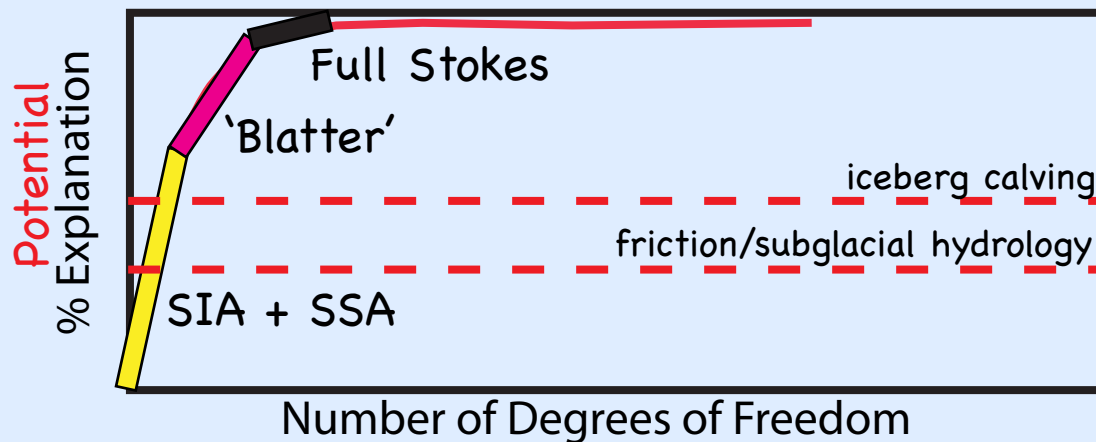 Potential
% Explanation
Full Stokes
'Blatter'
iceberg calving
friction/subglacial hydrology
SIA + SSA
Number of Degrees of Freedom